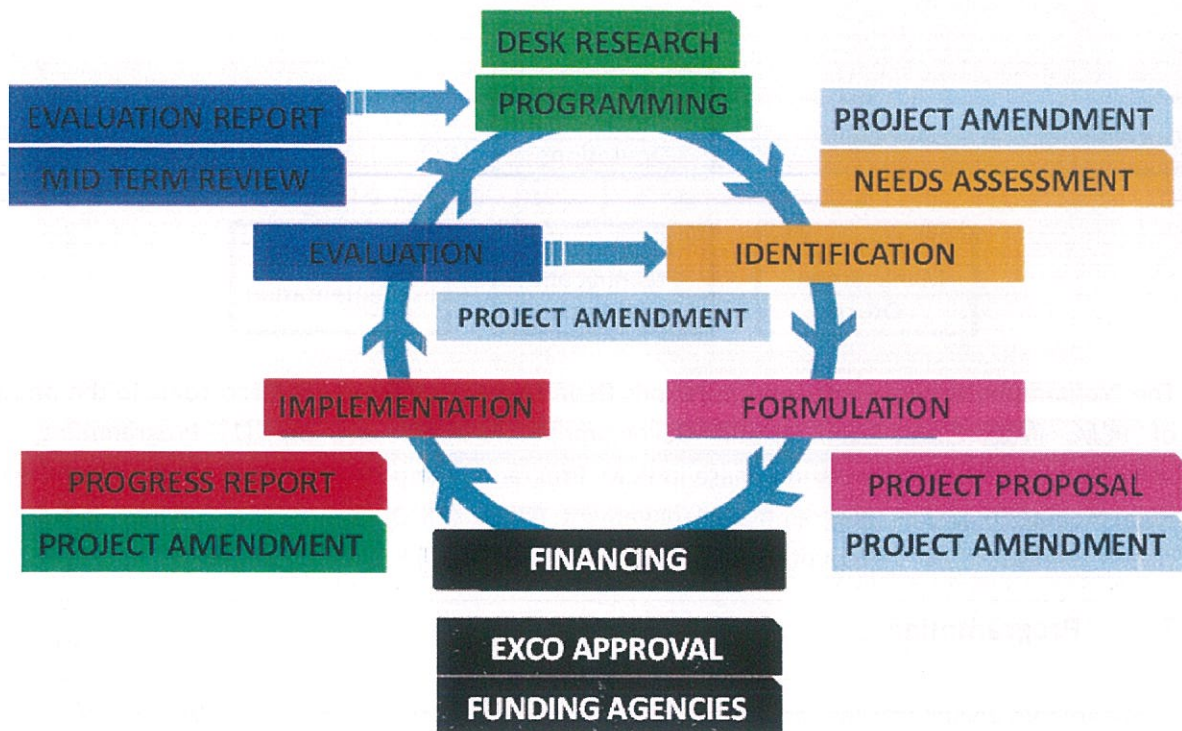 DESK RESEARCH
PROGRAMMING
EVALUATION REPORT
MID TERM REVIEW
PROJECT AMENDMENT
NEEDS ASSESSMENT
EVALUATION
IDENTIFICATION
PROJECT AMENDMENT
IMPLEMENTATION
FORMULATION
PROGRESS REPORT
PROJECT AMENDMENT
PROJECT PROPOSAL
PROJECT AMENDMENT
FINANCING
EXCO APPROVAL
FUNDING AGENCIES